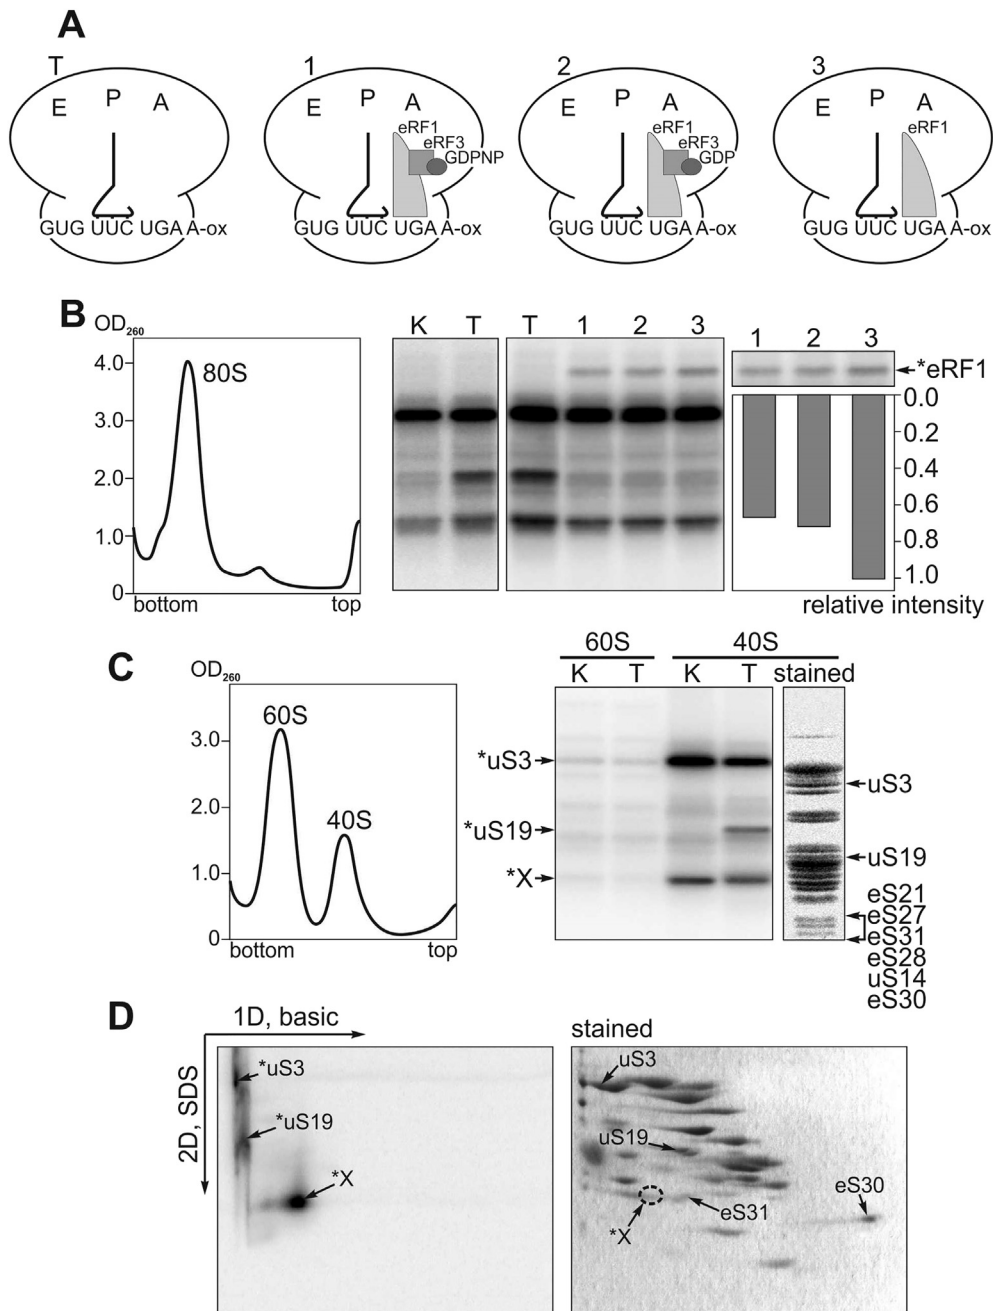 A
T
E P A
GUG UUC UGA A-ox
1
E P A
eRF1
eRF3
GDPNP
GUG UUC UGA A-ox
2
E P A
eRF1
eRF3
GDP
GUG UUC UGA A-ox
3
E P A
eRF1
GUG UUC UGA A-ox
B
OD260
4.0
3.0
2.0
1.0
0
80S
bottom top
K T T 1 2 3
1 2 3
*eRF1
0.0
0.2
0.4
0.6
0.8
1.0
relative intensity
C
OD260
3.0
2.0
1.0
0
60S
40S
bottom top
60S 40S
K T K T stained
*uS3
*uS19
*X
uS3
uS19
eS21
eS27
eS31
eS28
uS14
eS30
D
1D, basic
2D, SDS
*uS3
*uS19
*X
stained
uS3
uS19
*X
eS31
eS30